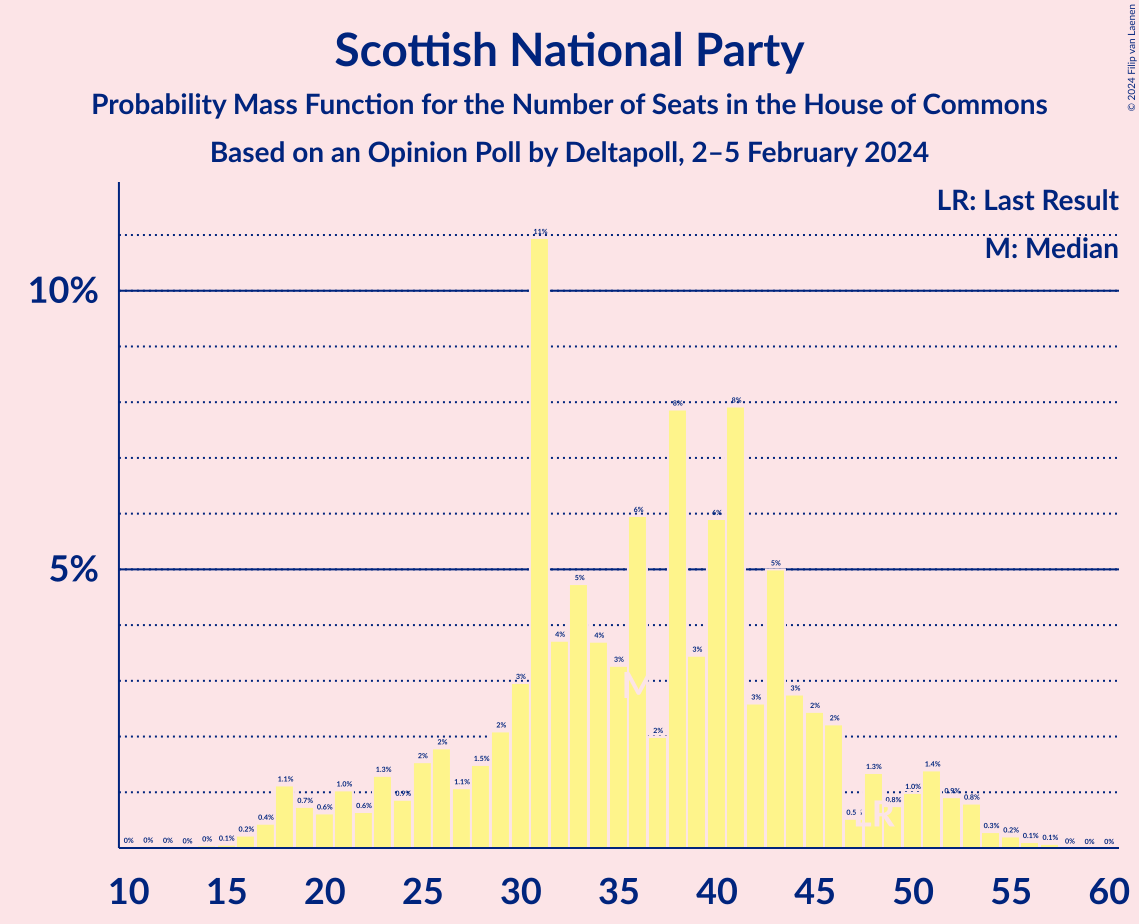 Scottish National Party
Probability Mass Function for the Number of Seats in the House of Commons
Based on an Opinion Poll by Deltapoll, 2–5 February 2024
© 2024 Filip van Laenen
LR: Last Result
M: Median
10%
5%
0% 0% 0% 0% 0% 0.1% 0.2% 0.4% 1.1% 0.7% 0.6% 1.0% 0.6% 1.3% 0.9% 2% 2% 1.1% 1.5% 2% 3% 11% 4% 5% 4% 3% 6% 2% 8% 3% 6% 8% 3% 5% 3% 2% 2% 0.5 1.3% 0.8% 1.0% 1.4% 0.9% 0.8% 0.3% 0.2% 0.1% 0.1% 0% 0% 0%
M
LR
10 15 20 25 30 35 40 45 50 55 60